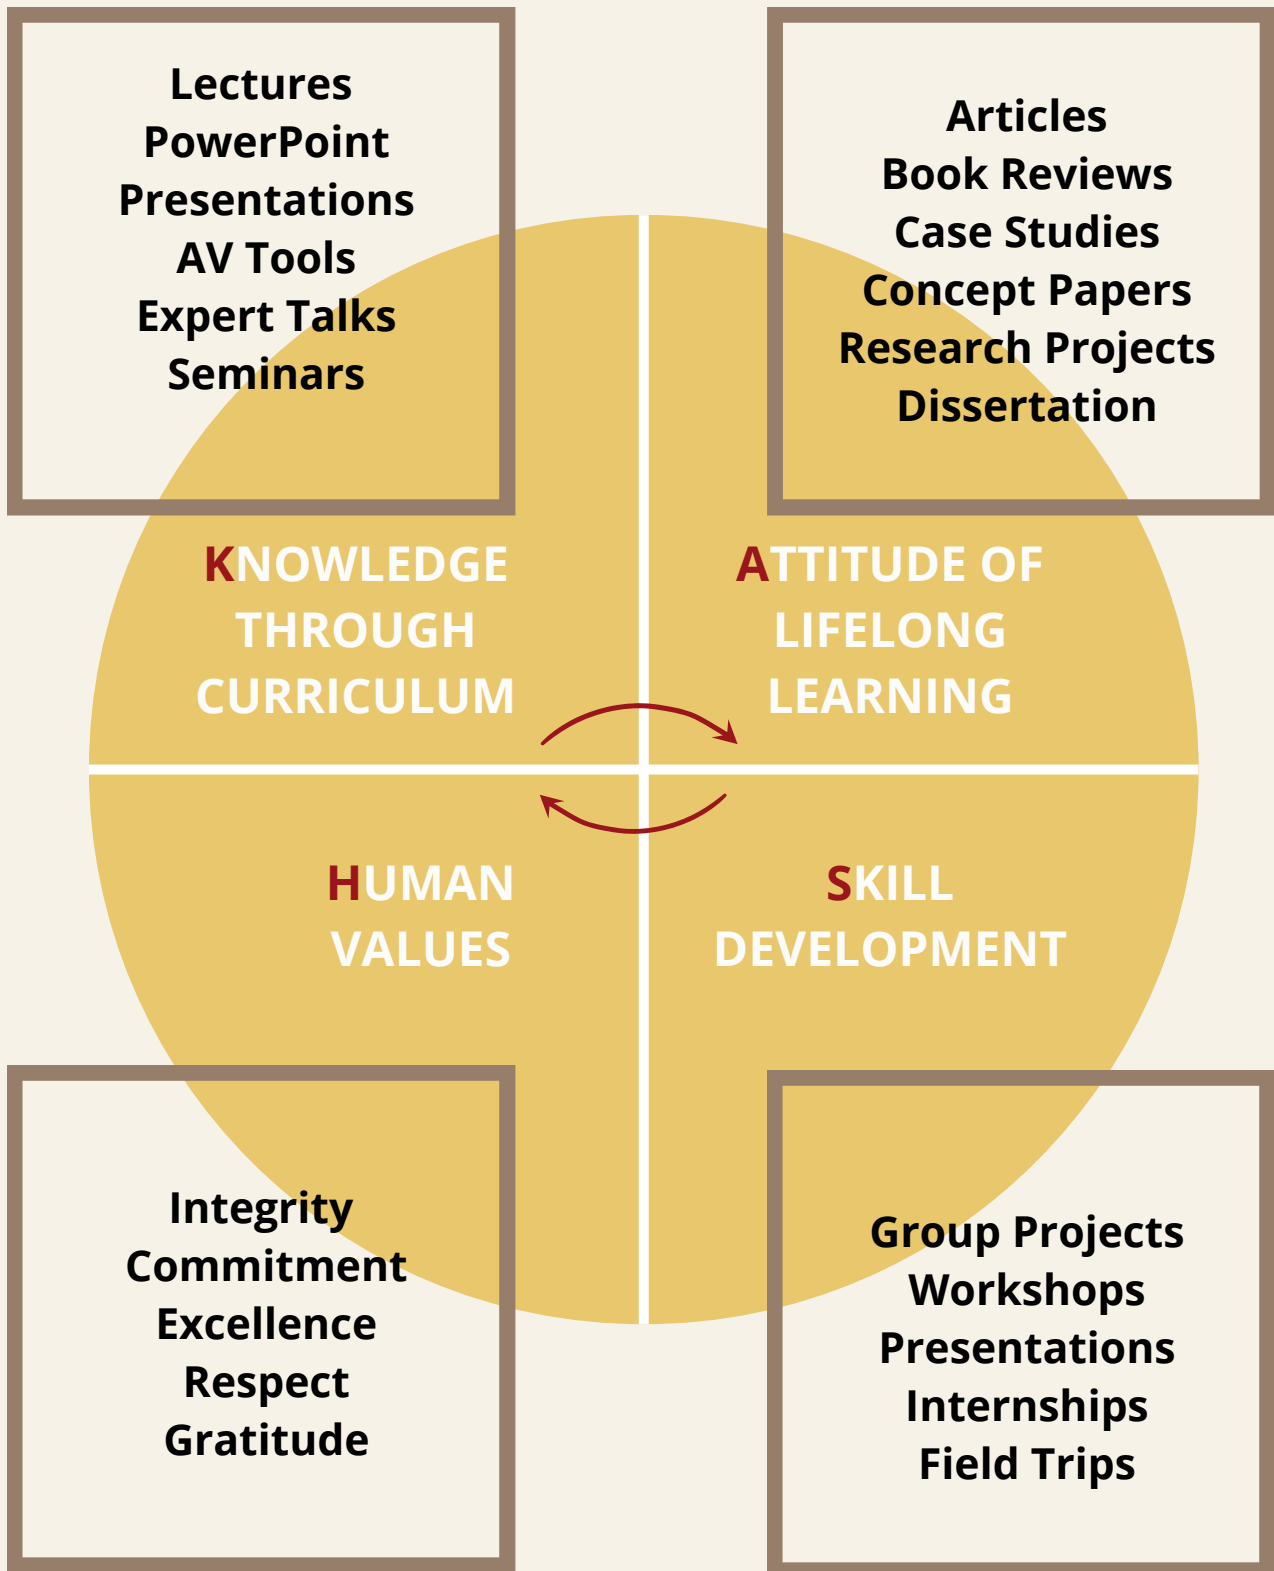 Lectures
PowerPoint
Presentations
AV Tools
Expert Talks
Seminars
Articles
Book Reviews
Case Studies
Concept Papers
Research Projects
Dissertation
KNOWLEDGE
THROUGH
CURRICULUM
ATTITUDE OF
LIFELONG
LEARNING
HUMAN
VALUES
SKILL
DEVELOPMENT
Integrity
Commitment
Excellence
Respect
Gratitude
Group Projects
Workshops
Presentations
Internships
Field Trips